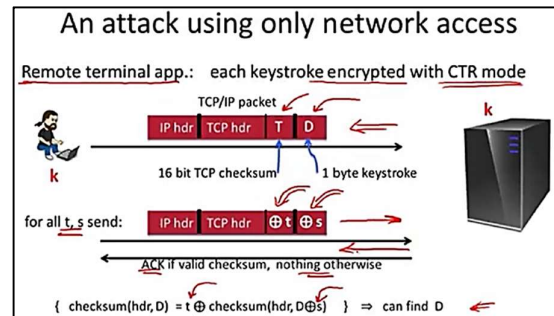 An attack using only network access
Remote terminal app.: each keystroke encrypted with CTR mode
TCP/IP packet
IP hdr TCP hdr T D
k
k
16 bit TCP checksum
1 byte keystroke
for all t, s send:
IP hdr TCP hdr ⊕ t ⊕ s
ACK if valid checksum, nothing otherwise
{ checksum(hdr, D) = t ⊕ checksum(hdr, D⊕s) } ⇒ can find D